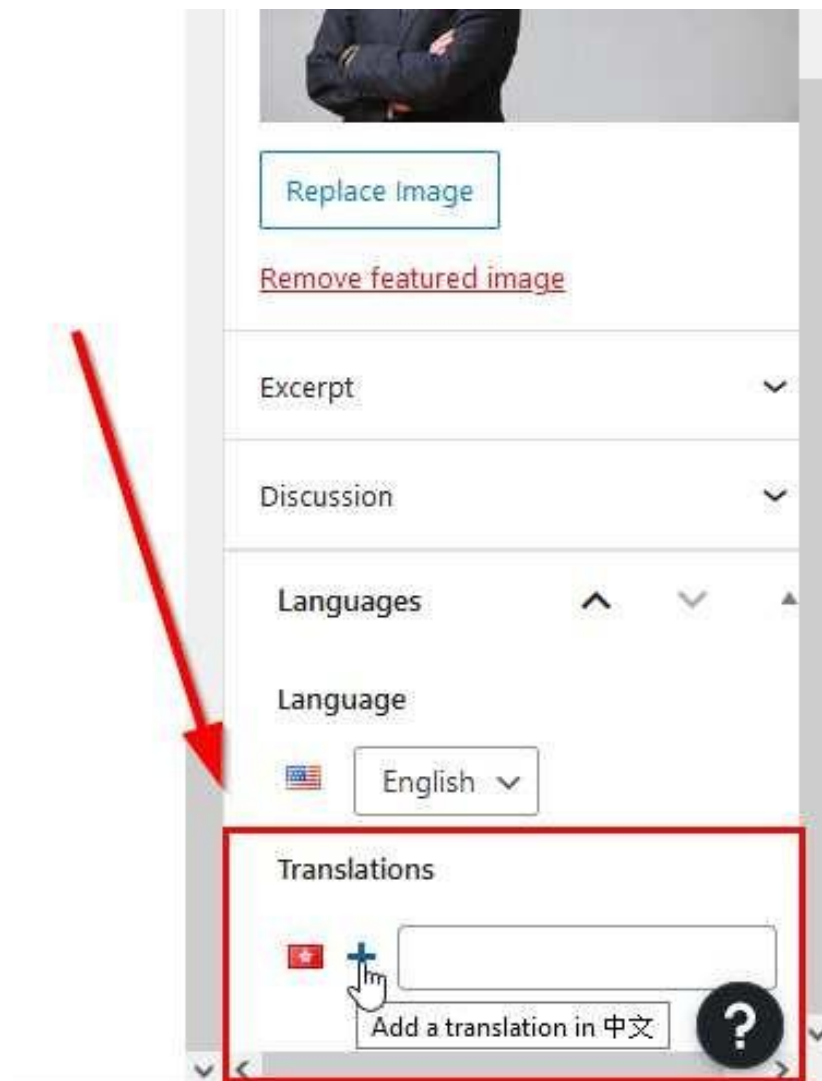 Replace Image
Remove featured image
Excerpt
Discussion
Languages
Language
English
Translations
Add a translation in 中文
?